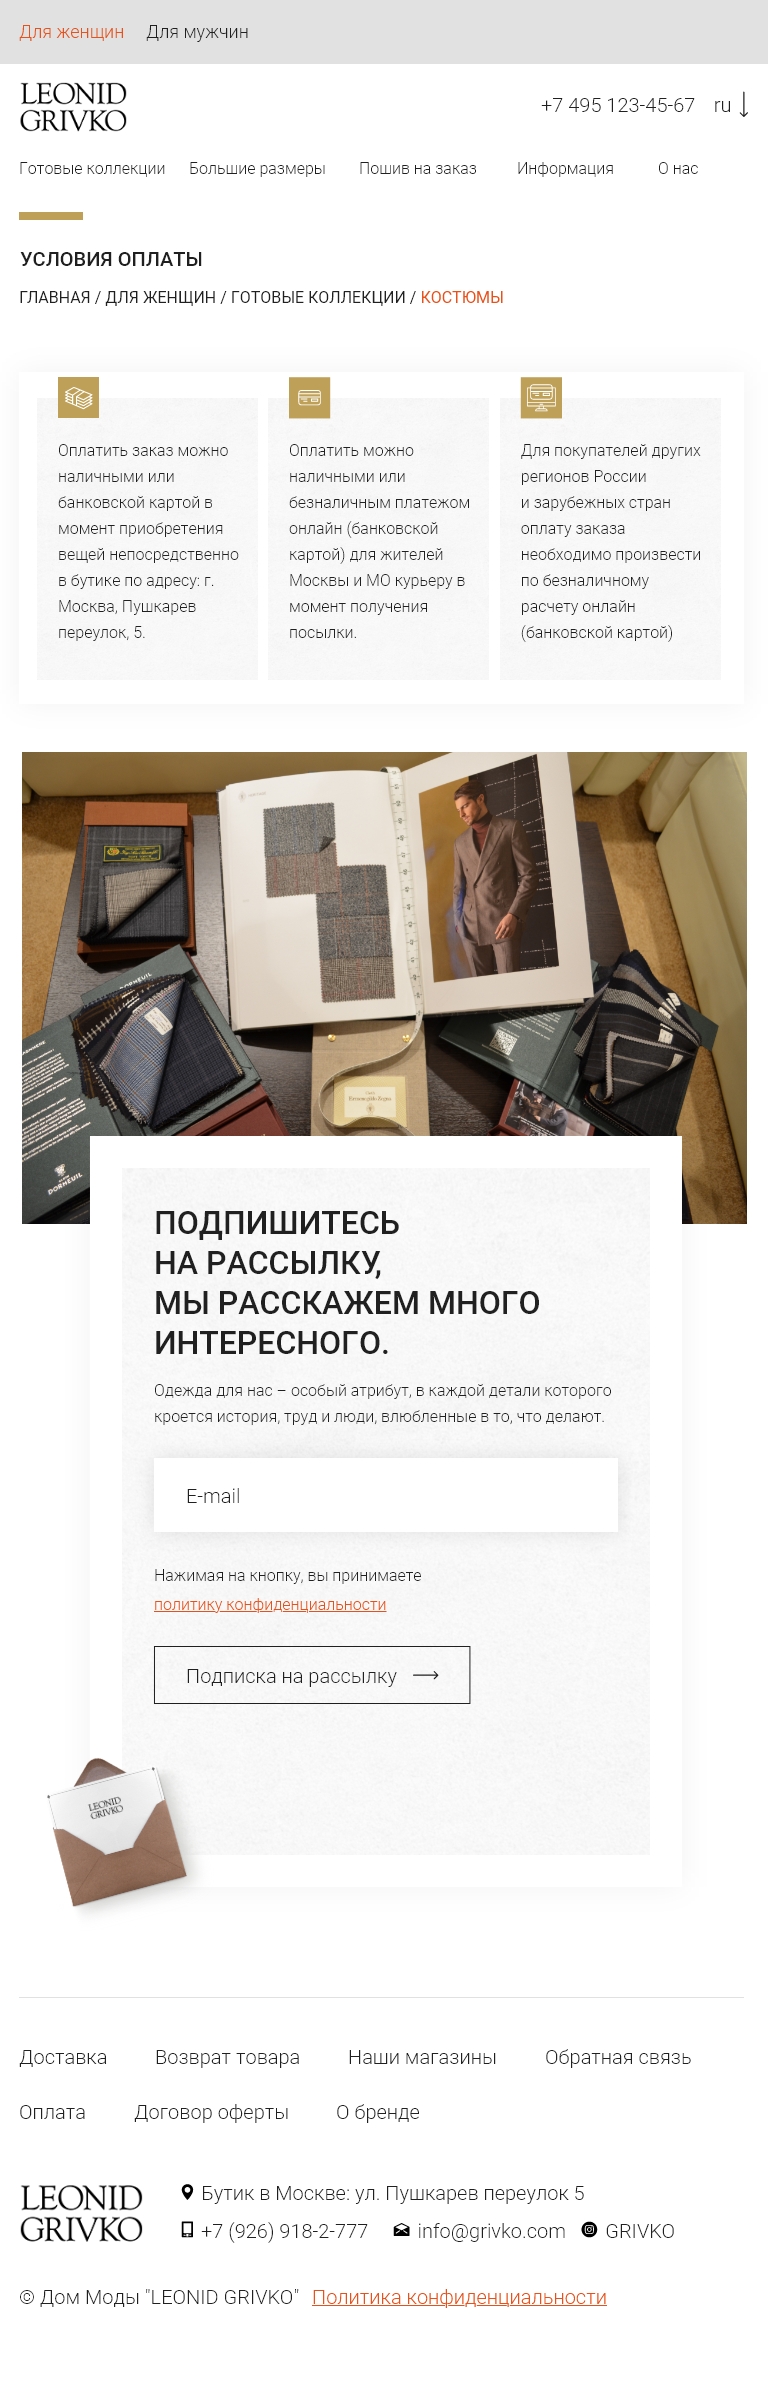 Для женщин Для мужчин
LEONID
GRIVKO
+7 495 123-45-67 ru
Готовые коллекции Большие размеры Пошив на заказ Информация О нас
УСЛОВИЯ ОПЛАТЫ
ГЛАВНАЯ / ДЛЯ ЖЕНЩИН / ГОТОВЫЕ КОЛЛЕКЦИИ / КОСТЮМЫ
Оплатить заказ можно
наличными или
банковской картой в
момент приобретения
вещей непосредственно
в бутике по адресу: г.
Москва, Пушкарев
переулок, 5.
Оплатить можно
наличными или
безналичным платежом
онлайн (банковской
картой) для жителей
Москвы и МО курьеру в
момент получения
посылки.
Для покупателей других
регионов России
и зарубежных стран
оплату заказа
необходимо произвести
по безналичному
расчету онлайн
(банковской картой)
DORMEUIL
DORMEUIL
ПОДПИШИТЕСЬ
НА РАССЫЛКУ,
МЫ РАССКАЖЕМ МНОГО
ИНТЕРЕСНОГО.
Одежда для нас – особый атрибут, в каждой детали которого
кроется история, труд и люди, влюбленные в то, что делают.
E-mail
Нажимая на кнопку, вы принимаете
политику конфиденциальности
Подписка на рассылку
LEONID
GRIVKO
Доставка Возврат товара Наши магазины Обратная связь
Оплата Договор оферты О бренде
LEONID
GRIVKO
Бутик в Москве: ул. Пушкарев переулок 5
+7 (926) 918-2-777 info@grivko.com GRIVKO
© Дом Моды "LEONID GRIVKO" Политика конфиденциальности